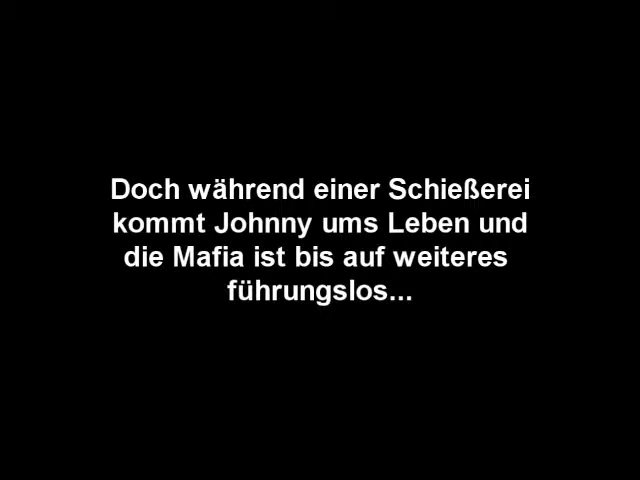 Doch während einer Schießerei
kommt Johnny ums Leben und
die Mafia ist bis auf weiteres
führungslos...